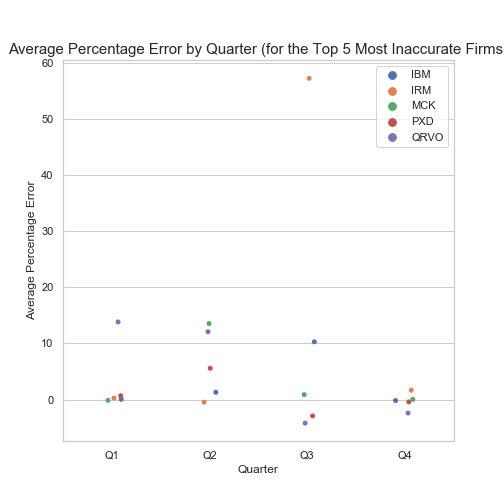 Average Percentage Error by Quarter (for the Top 5 Most Inaccurate Firms
60
50
40
30
20
10
0
Average Percentage Error
IBM
IRM
MCK
PXD
QRVO
Q1 Q2 Q3 Q4
Quarter